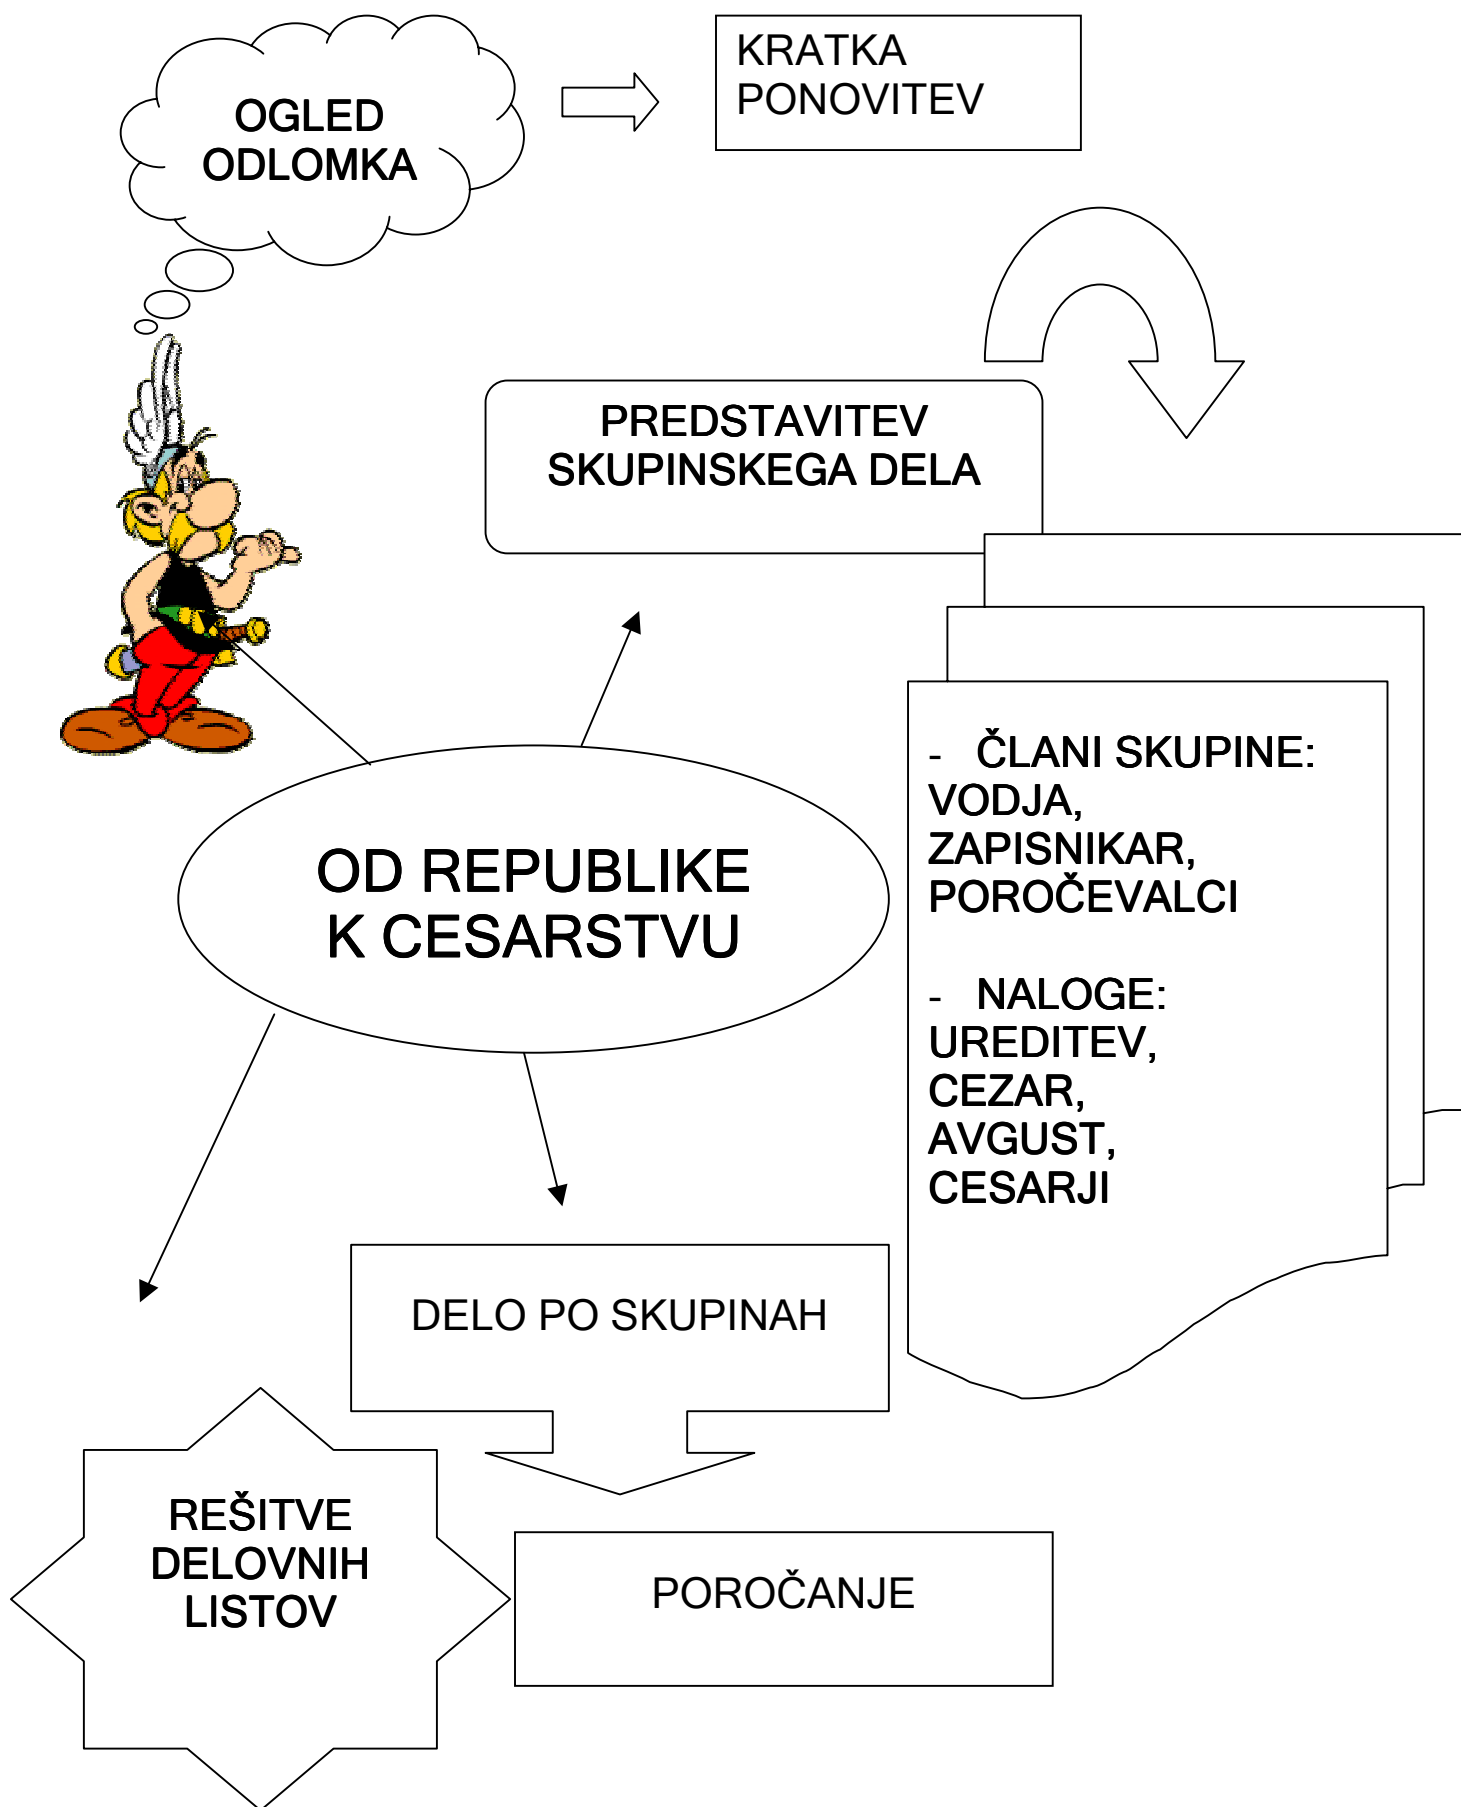 OGLED
ODLOMKA
KRATKA
PONOVITEV
PREDSTAVITEV
SKUPINSKEGA DELA
- ČLANI SKUPINE:
VODJA,
ZAPISNIKAR,
POROČEVALCI
- NALOGE:
UREDITEV,
CEZAR,
AVGUST,
CESARJI
OD REPUBLIKE
K CESARSTVU
DELO PO SKUPINAH
REŠITVE
DELOVNIH
LISTOV
POROČANJE